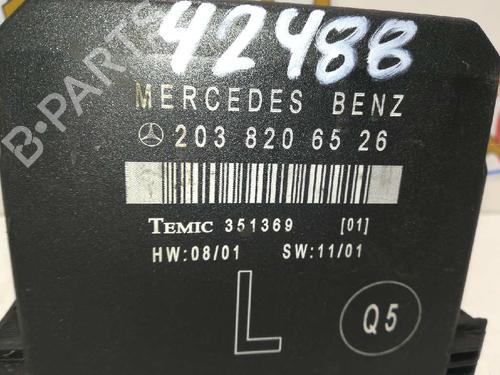 42488
B-PARTS
MERCEDES BENZ
203 820 65 26
TEMIC 351369 [01]
HW:08/01 SW:11/01
L
Q5